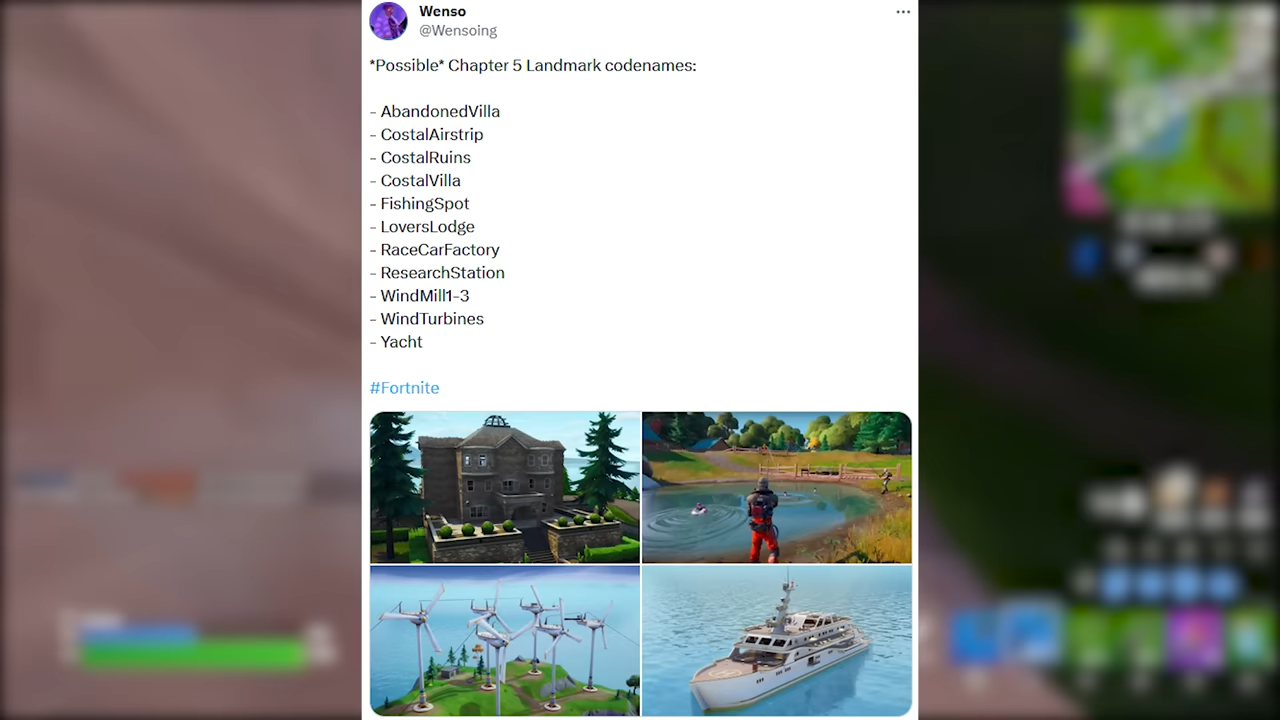 Wenso
@Wensoing
*Possible* Chapter 5 Landmark codenames:
- AbandonedVilla
- CostalAirstrip
- CostalRuins
- CostalVilla
- FishingSpot
- LoversLodge
- RaceCarFactory
- ResearchStation
- WindMill1-3
- WindTurbines
- Yacht
#Fortnite